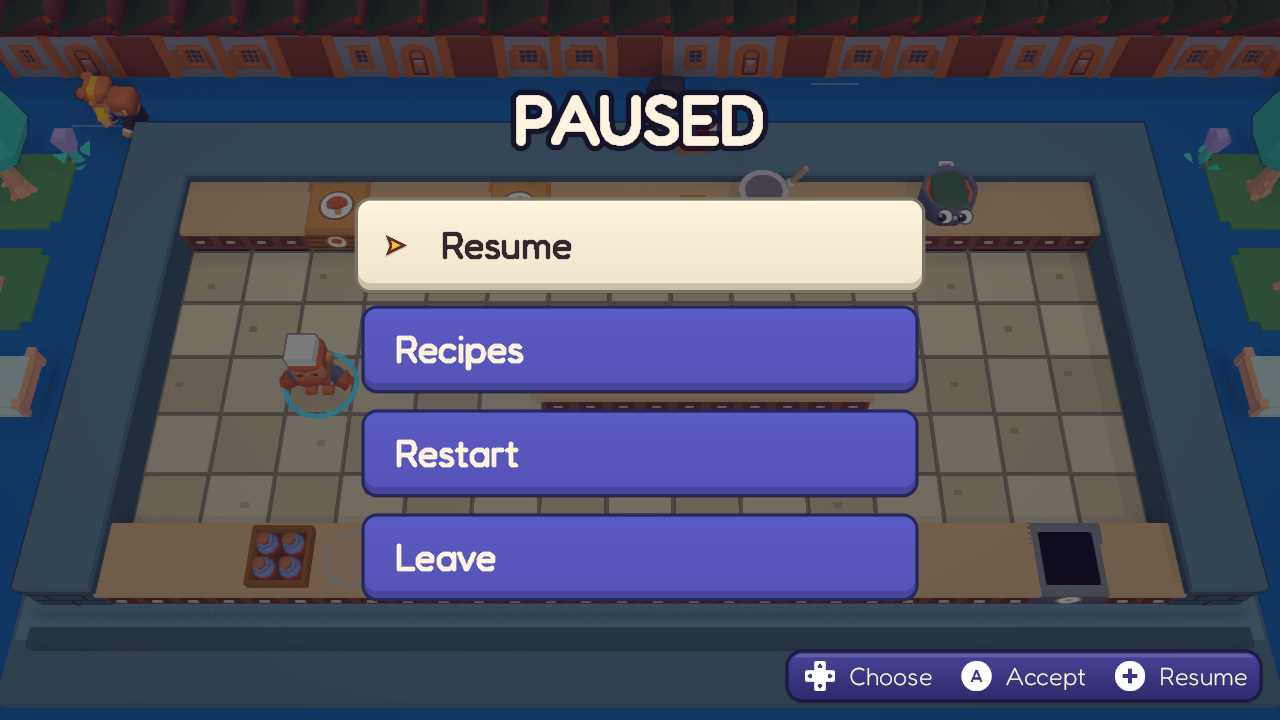 PAUSED
Resume
Recipes
Restart
Leave
Choose A Accept Resume